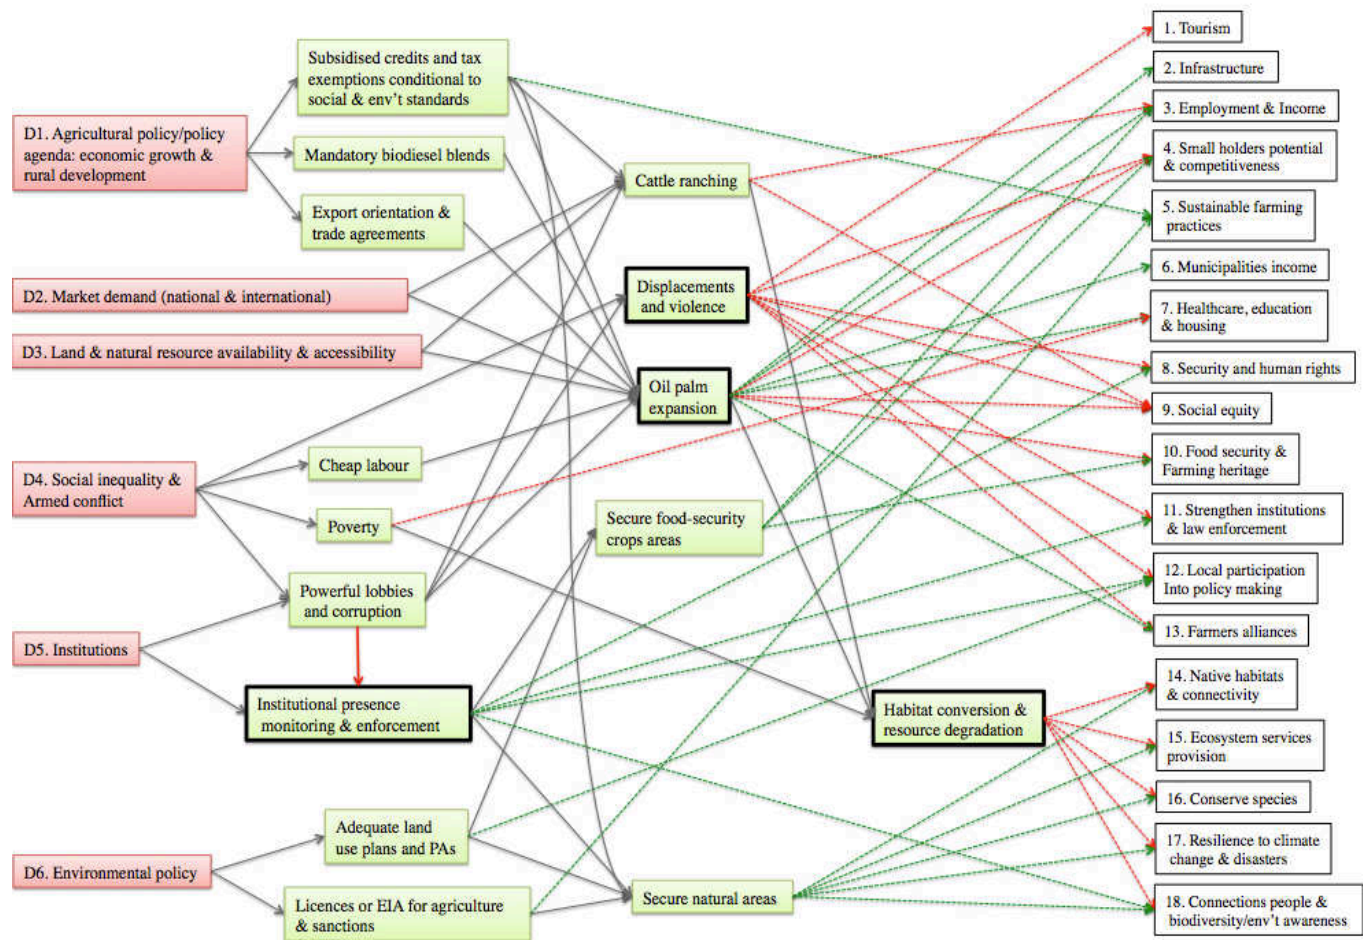 D1. Agricultural policy/policy
agenda: economic growth &
rural development
D2. Market demand (national & international)
D3. Land & natural resource availability & accessibility
D4. Social inequality &
Armed conflict
D5. Institutions
D6. Environmental policy
Subsidised credits and tax
exemptions conditional to
social & env't standards
Mandatory biodiesel blends
Export orientation &
trade agreements
Cheap labour
Poverty
Powerful lobbies
and corruption
Institutional presence
monitoring & enforcement
Adequate land
use plans and PAs
Licences or EIA for agriculture
& sanctions
Cattle ranching
Displacements
and violence
Oil palm
expansion
Secure food-security
crops areas
Secure natural areas
Habitat conversion &
resource degradation
1. Tourism
2. Infrastructure
3. Employment & Income
4. Small holders potential
& competitiveness
5. Sustainable farming
practices
6. Municipalities income
7. Healthcare, education
& housing
8. Security and human rights
9. Social equity
10. Food security &
Farming heritage
11. Strengthen institutions
& law enforcement
12. Local participation
Into policy making
13. Farmers alliances
14. Native habitats
& connectivity
15. Ecosystem services
provision
16. Conserve species
17. Resilience to climate
change & disasters
18. Connections people &
biodiversity/env't awareness